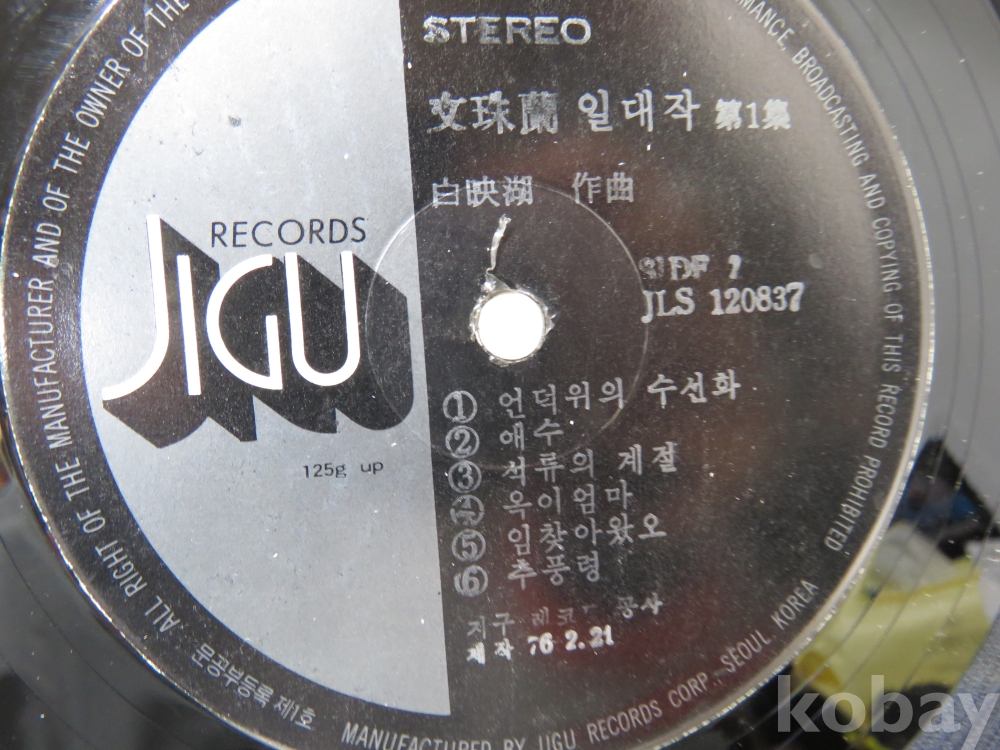 STEREO
文珠蘭 일대작 第1集
白映湖 作曲
RECORDS
JIGU
JLS 120837
125g up
① 언덕위의 수선화
② 애수
③ 석류의 계절
④ 옥이엄마
⑤ 임찾아왔오
⑥ 추풍령
지구 레코드 공사
제작 76.2.21
문공부등록 제1호
ALL RIGHT OF THE MANUFACTURER AND OF THE OWNER OF THE
BROADCASTING AND COPYING OF THIS RECORD PROHIBITED
MANUFACTURED BY JIGU RECORDS CORP., SEOUL KOREA
kobay